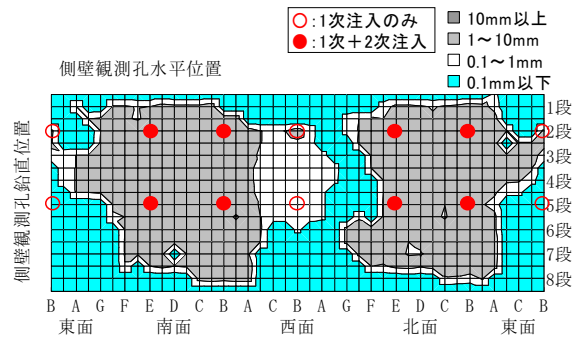 ○:1次注入のみ
●:1次＋2次注入
10mm以上
1～10mm
0.1～1mm
0.1mm以下
側壁観測孔水平位置
側壁観測孔鉛直位置
1段
2段
3段
4段
5段
6段
7段
8段
B A G F E D C B A C B A G F E D C B A C B
東面 南面 西面 北面 東面